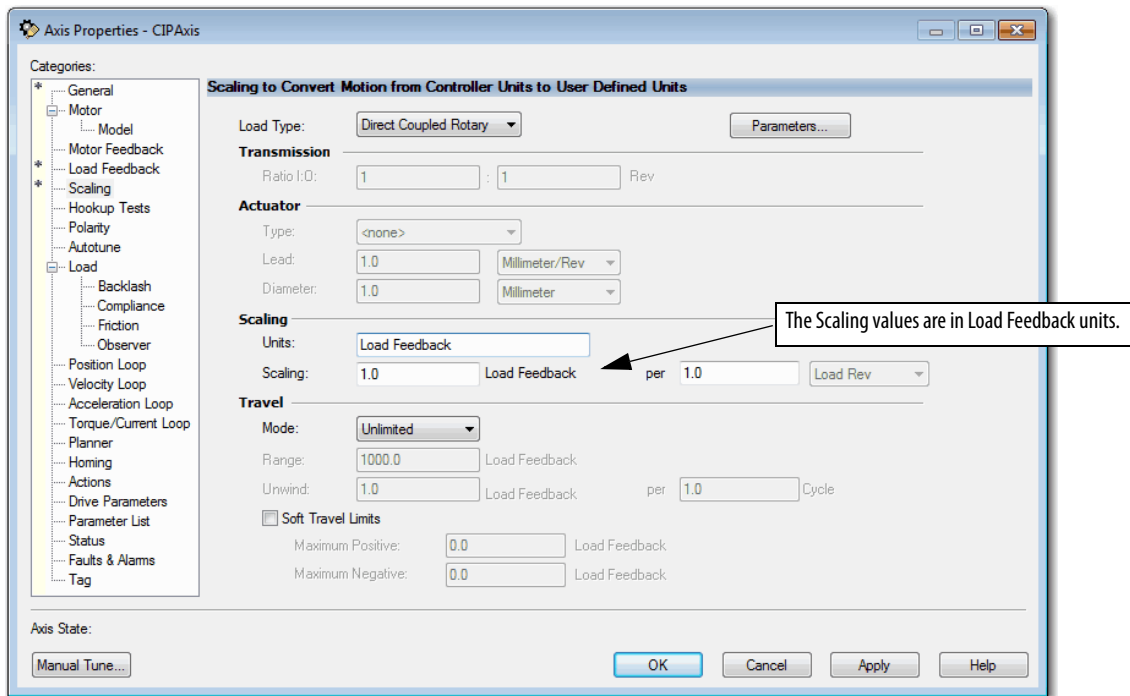 Axis Properties - CIPAxis
Categories:
* General
Motor
Model
Motor Feedback
* Load Feedback
* Scaling
Hookup Tests
Polarity
Autotune
Load
Backlash
Compliance
Friction
Observer
Position Loop
Velocity Loop
Acceleration Loop
Torque/Current Loop
Planner
Homing
Actions
Drive Parameters
Parameter List
Status
Faults & Alarms
Tag
Scaling to Convert Motion from Controller Units to User Defined Units
Load Type: Direct Coupled Rotary Parameters...
Transmission
Ratio I:O: 1 : 1 Rev
Actuator
Type: <none>
Lead: 1.0 Millimeter/Rev
Diameter: 1.0 Millimeter
Scaling
Units: Load Feedback
Scaling: 1.0 Load Feedback per 1.0 Load Rev
The Scaling values are in Load Feedback units.
Travel
Mode: Unlimited
Range: 1000.0 Load Feedback
Unwind: 1.0 Load Feedback per 1.0 Cycle
Soft Travel Limits
Maximum Positive: 0.0 Load Feedback
Maximum Negative: 0.0 Load Feedback
Axis State:
Manual Tune... OK Cancel Apply Help